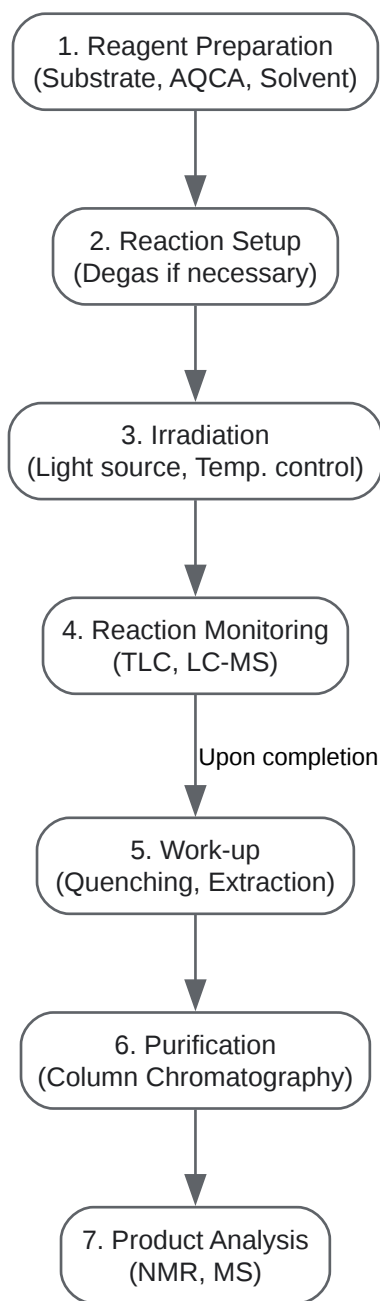 1. Reagent Preparation
(Substrate, AQCA, Solvent)
2. Reaction Setup
(Degas if necessary)
3. Irradiation
(Light source, Temp. control)
4. Reaction Monitoring
(TLC, LC-MS)
Upon completion
5. Work-up
(Quenching, Extraction)
6. Purification
(Column Chromatography)
7. Product Analysis
(NMR, MS)